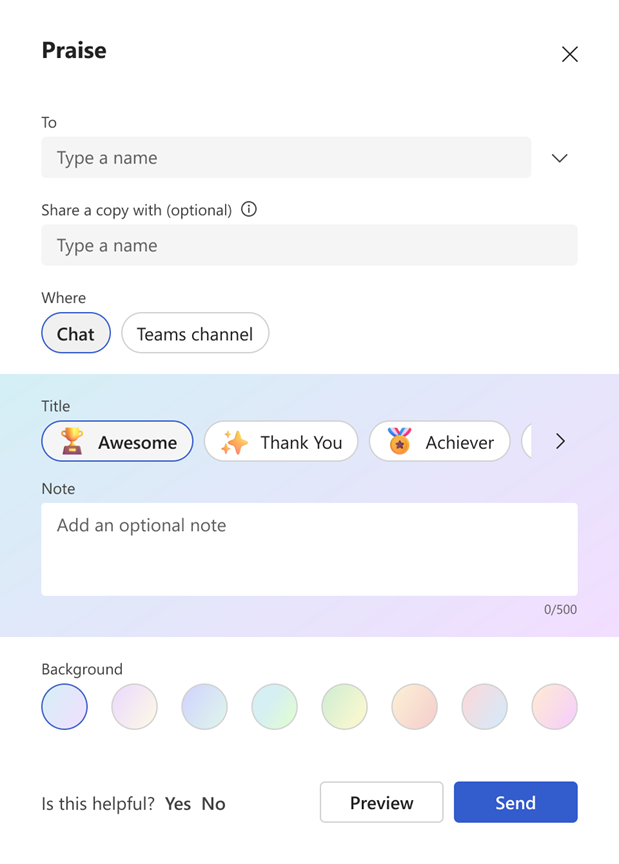 Praise
To
Type a name
Share a copy with (optional)
Type a name
Where
Chat Teams channel
Title
Awesome Thank You Achiever
Note
Add an optional note
0/500
Background
Is this helpful? Yes No Preview Send